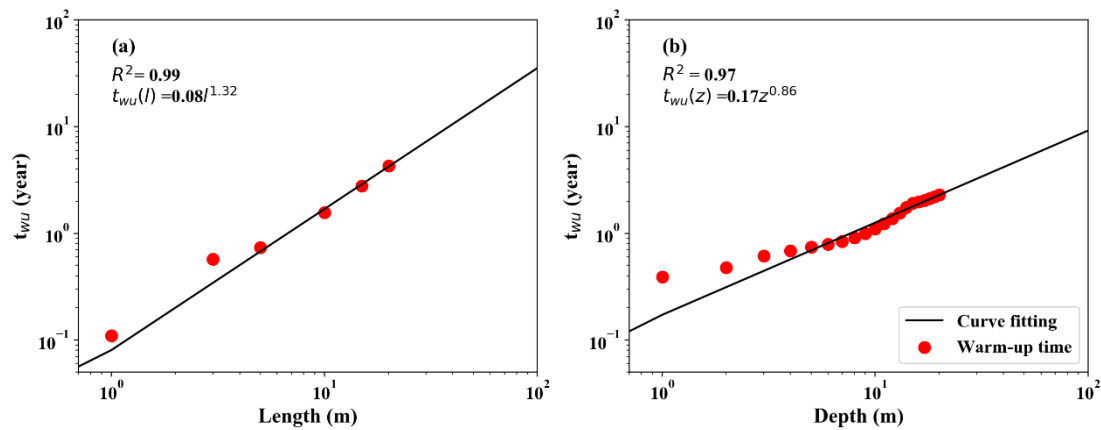 (a)
R² = 0.99
t_wu(l) =0.08l^1.32
10²
10¹
10⁰
10⁻¹
t_wu (year)
10⁰
10¹
10²
Length (m)
(b)
R² = 0.97
t_wu(z) =0.17z^0.86
10²
10¹
10⁰
10⁻¹
t_wu (year)
Curve fitting
Warm-up time
10⁰
10¹
10²
Depth (m)